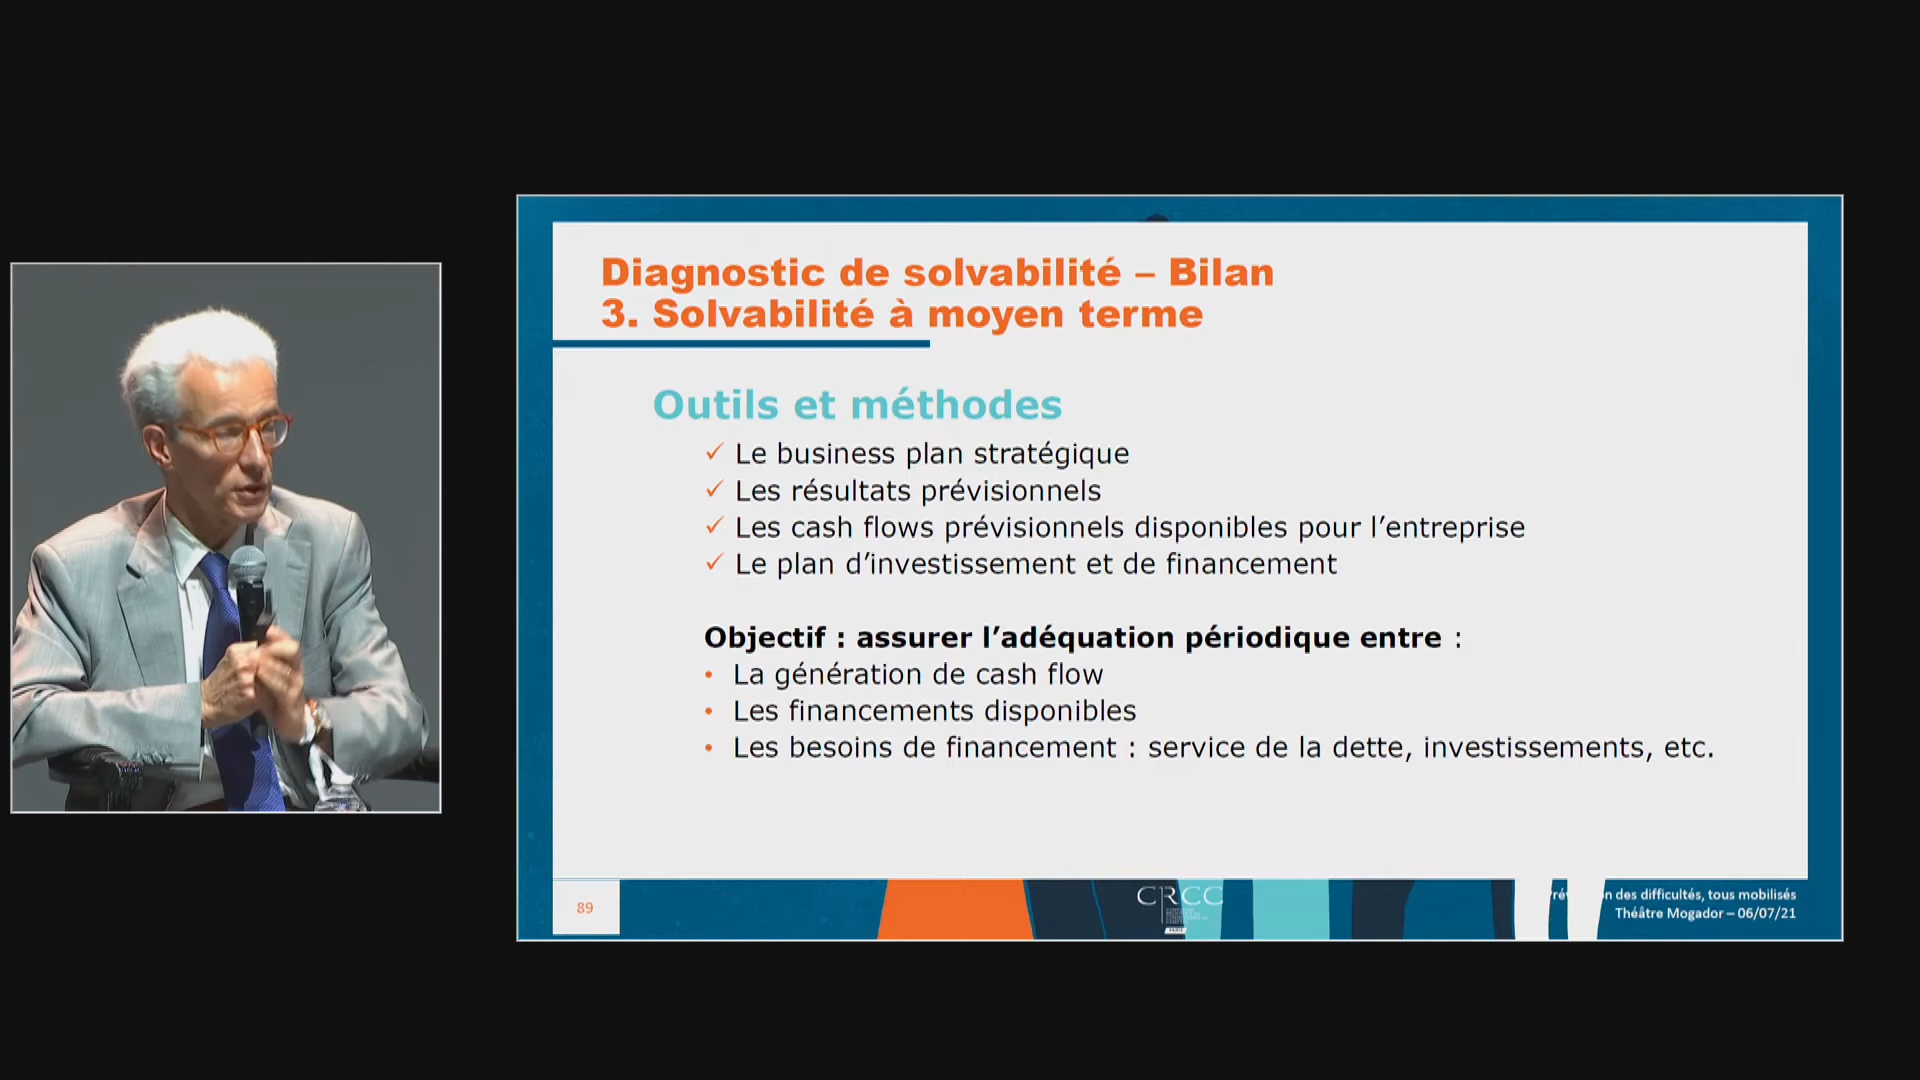 Diagnostic de solvabilité – Bilan
3. Solvabilité à moyen terme
Outils et méthodes
✓ Le business plan stratégique
✓ Les résultats prévisionnels
✓ Les cash flows prévisionnels disponibles pour l’entreprise
✓ Le plan d’investissement et de financement
Objectif : assurer l’adéquation périodique entre :
• La génération de cash flow
• Les financements disponibles
• Les besoins de financement : service de la dette, investissements, etc.
89
CRCC
PARIS
des difficultés, tous mobilisés
Théâtre Mogador – 06/07/21